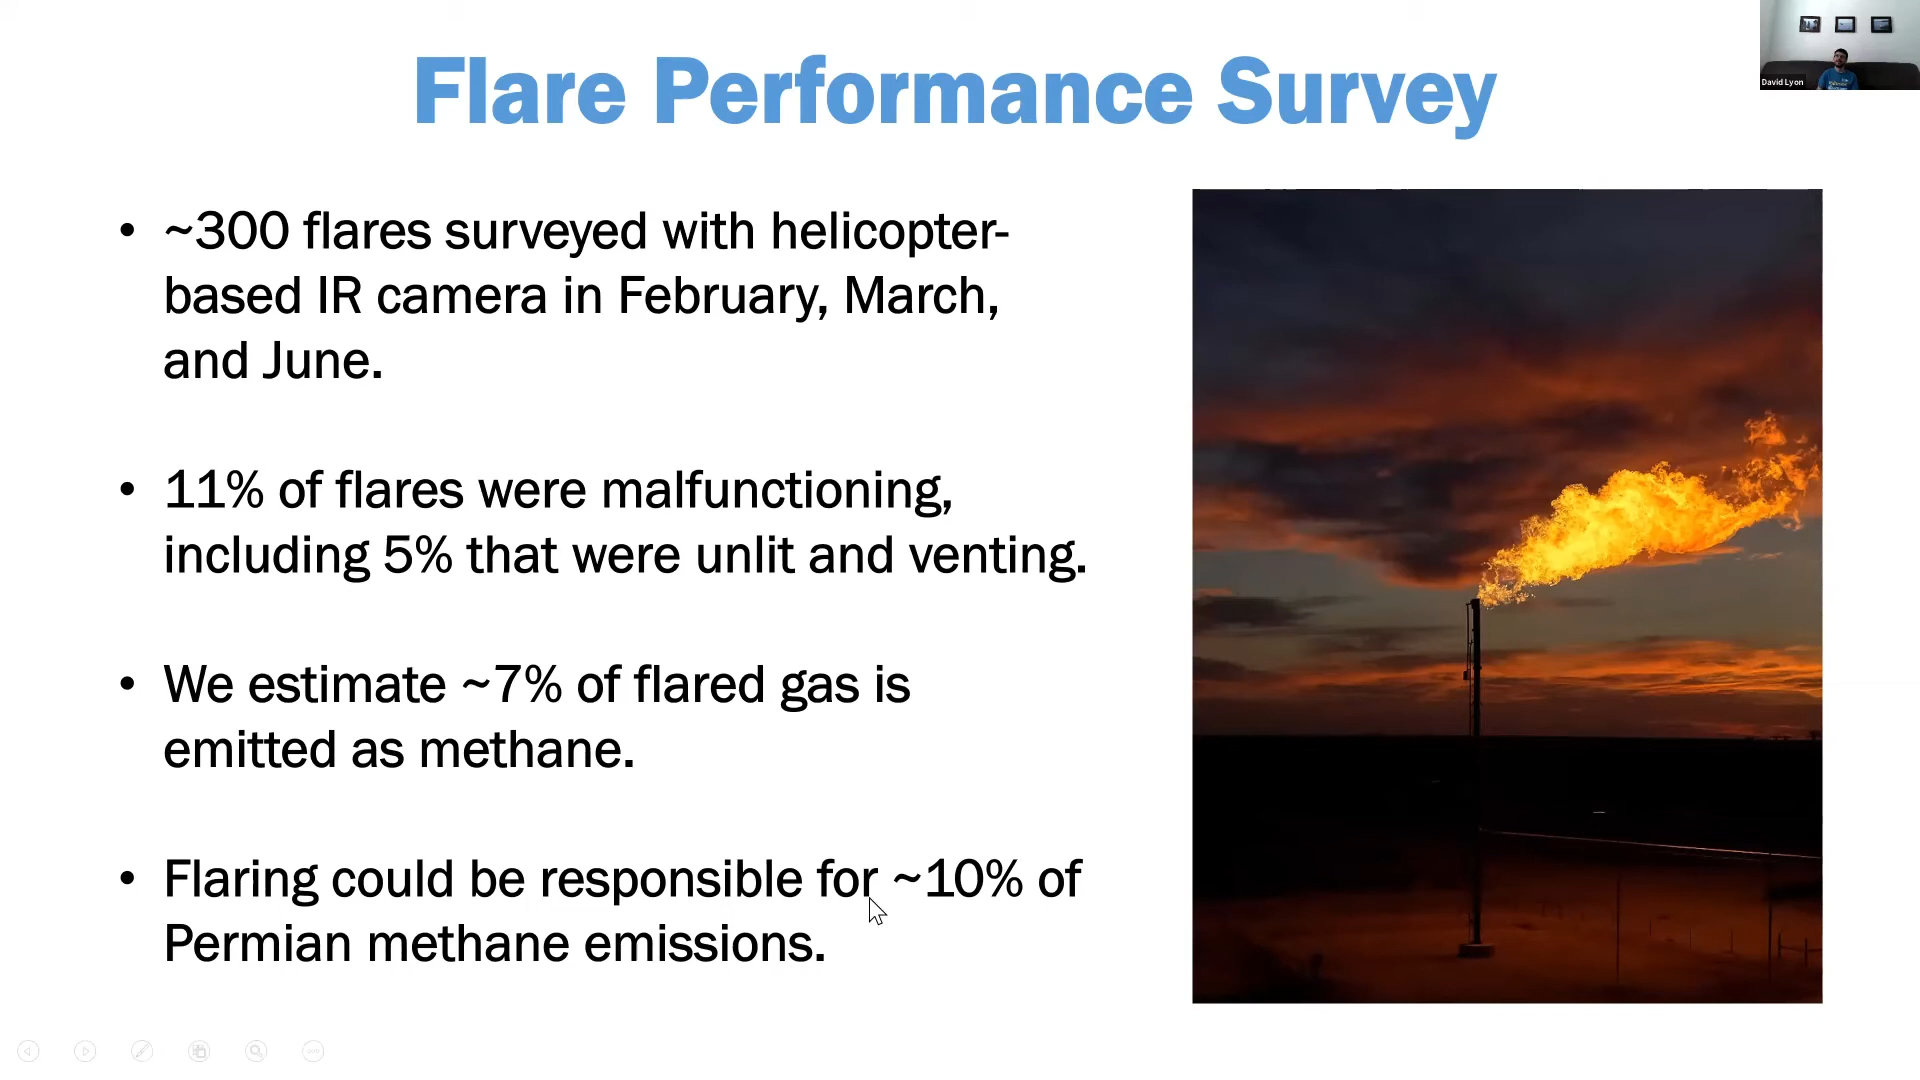 Flare Performance Survey
David Lyon
• ~300 flares surveyed with helicopter-
based IR camera in February, March,
and June.
• 11% of flares were malfunctioning,
including 5% that were unlit and venting.
• We estimate ~7% of flared gas is
emitted as methane.
• Flaring could be responsible for ~10% of
Permian methane emissions.